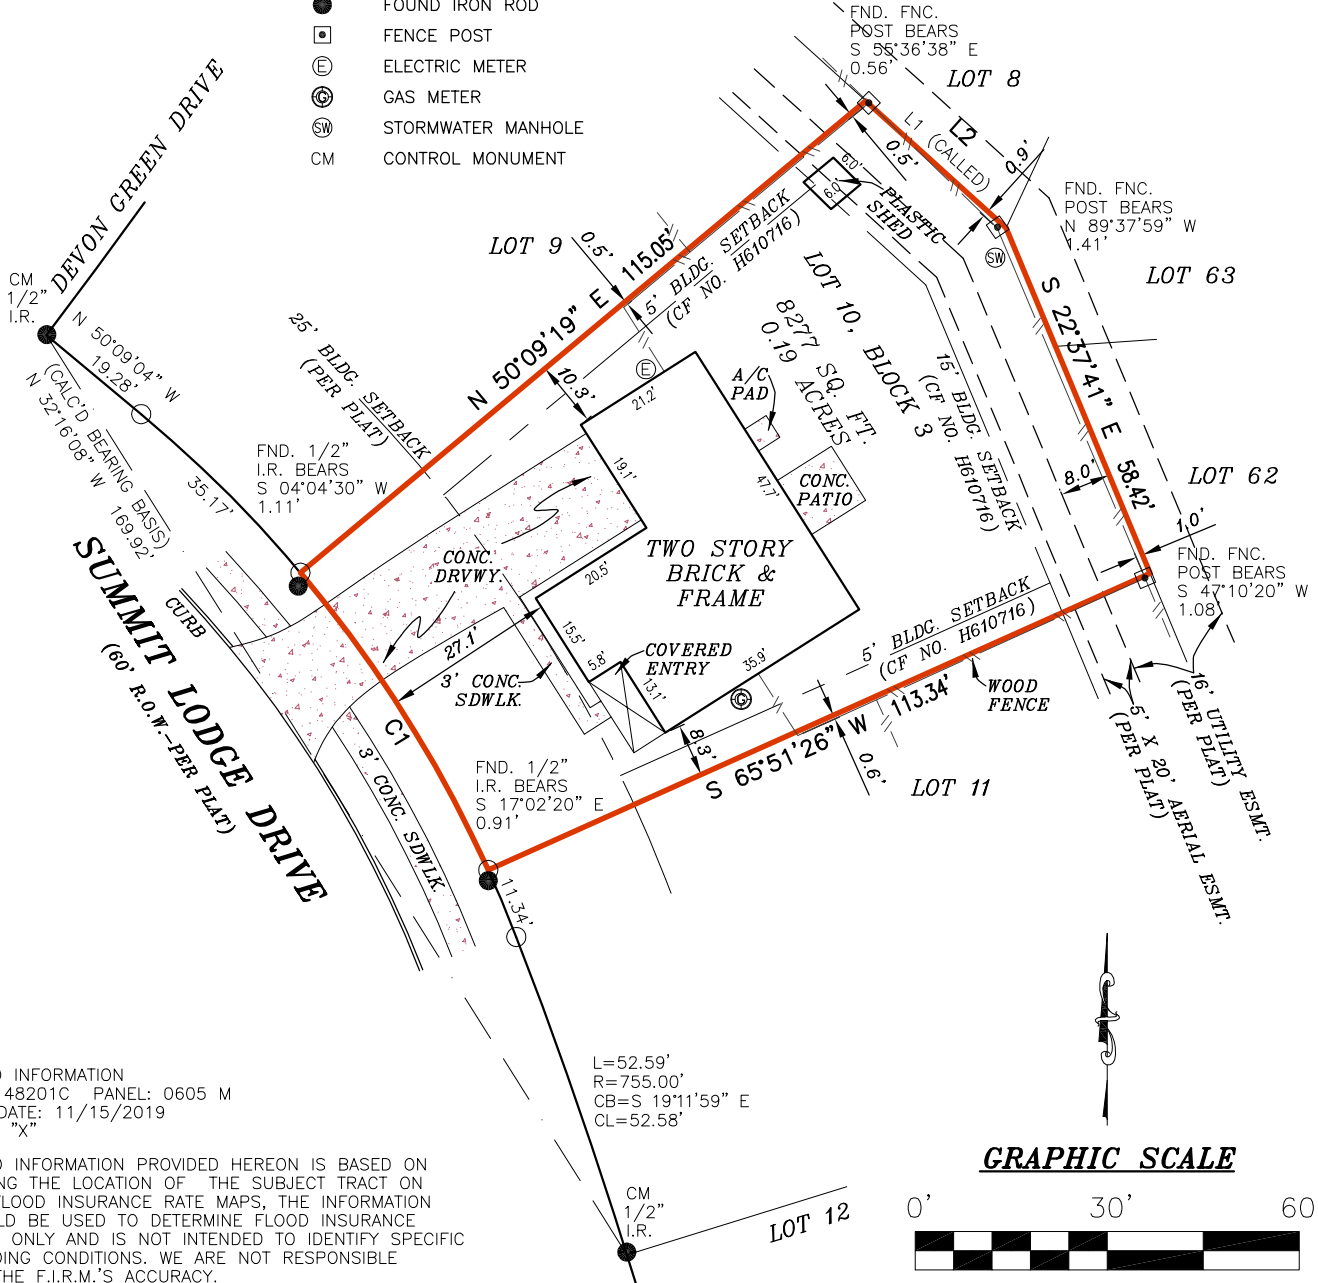 FOUND IRON ROD
FENCE POST
E
ELECTRIC METER
G
GAS METER
SW
STORMWATER MANHOLE
CM
CONTROL MONUMENT
FND. FNC.
POST BEARS
S 55°36'38" E
0.56'
LOT 8
L1 (CALLED)
L2
0.5'
0.9'
FND. FNC.
POST BEARS
N 89°37'59" W
1.41'
LOT 63
DEVON GREEN DRIVE
CM
1/2"
I.R.
N 50°09'04" W
19.28'
(CALC'D BEARING BASIS)
N 32°16'08" W 169.92'
35.17'
LOT 9
0.5'
N 50°09'19" E 115.05'
5' BLDG. SETBACK
(CF NO. H610716)
6.0'
6.0'
PLASTIC
SHED
SW
S 22°37'41" E 58.42'
25' BLDG. SETBACK
(PER PLAT)
LOT 10, BLOCK 3
8277 SQ. FT.
0.19 ACRES
15' BLDG. SETBACK
(CF NO. H610716)
E
10.3'
21.2'
A/C
PAD
19.1'
47.7'
CONC.
PATIO
8.0'
LOT 62
1.0'
FND. FNC.
POST BEARS
S 47°10'20" W
1.08'
FND. 1/2"
I.R. BEARS
S 04°04'30" W
1.11'
CONC.
DRVWY.
TWO STORY
BRICK &
FRAME
20.5'
27.1'
15.5'
5.8'
13.1'
35.9'
COVERED
ENTRY
3' CONC.
SDWLK.
G
8.3'
5' BLDG. SETBACK
(CF NO. H610716)
S 65°51'26" W 113.34'
WOOD
FENCE
0.6'
LOT 11
16' UTILITY ESMT.
(PER PLAT)
5' X 20' AERIAL ESMT.
(PER PLAT)
CURB
SUMMIT LODGE DRIVE
(60' R.O.W.-PER PLAT)
C1
3' CONC. SDWLK.
FND. 1/2"
I.R. BEARS
S 17°02'20" E
0.91'
11.34'
L=52.59'
R=755.00'
CB=S 19°11'59" E
CL=52.58'
CM
1/2"
I.R.
LOT 12
INFORMATION
48201C PANEL: 0605 M
DATE: 11/15/2019
"X"
INFORMATION PROVIDED HEREON IS BASED ON
THE LOCATION OF THE SUBJECT TRACT ON
FLOOD INSURANCE RATE MAPS, THE INFORMATION
BE USED TO DETERMINE FLOOD INSURANCE
ONLY AND IS NOT INTENDED TO IDENTIFY SPECIFIC
CONDITIONS. WE ARE NOT RESPONSIBLE
THE F.I.R.M.'S ACCURACY.
GRAPHIC SCALE
0' 30' 60